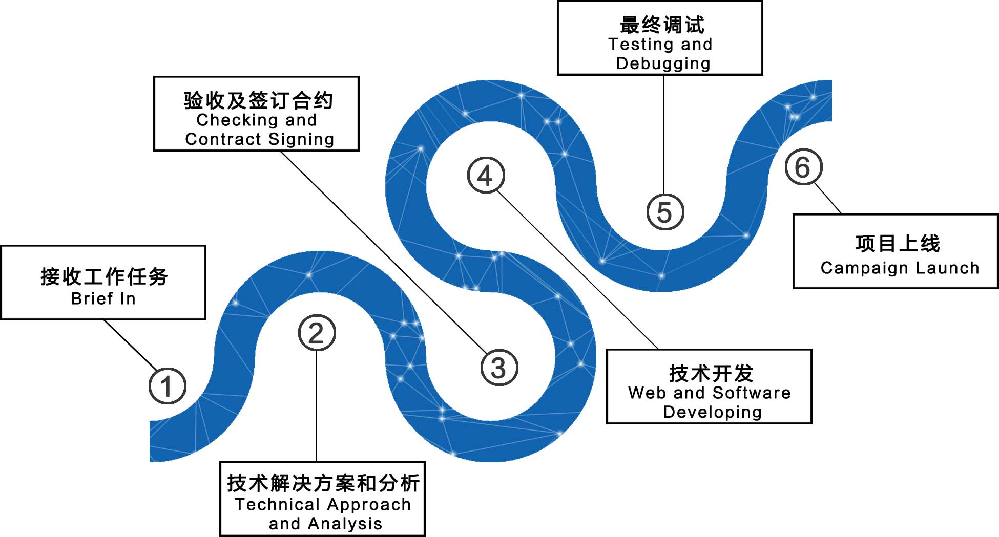 1
接收工作任务
Brief In
2
技术解决方案和分析
Technical Approach
and Analysis
3
验收及签订合约
Checking and
Contract Signing
4
技术开发
Web and Software
Developing
5
最终调试
Testing and
Debugging
6
项目上线
Campaign Launch